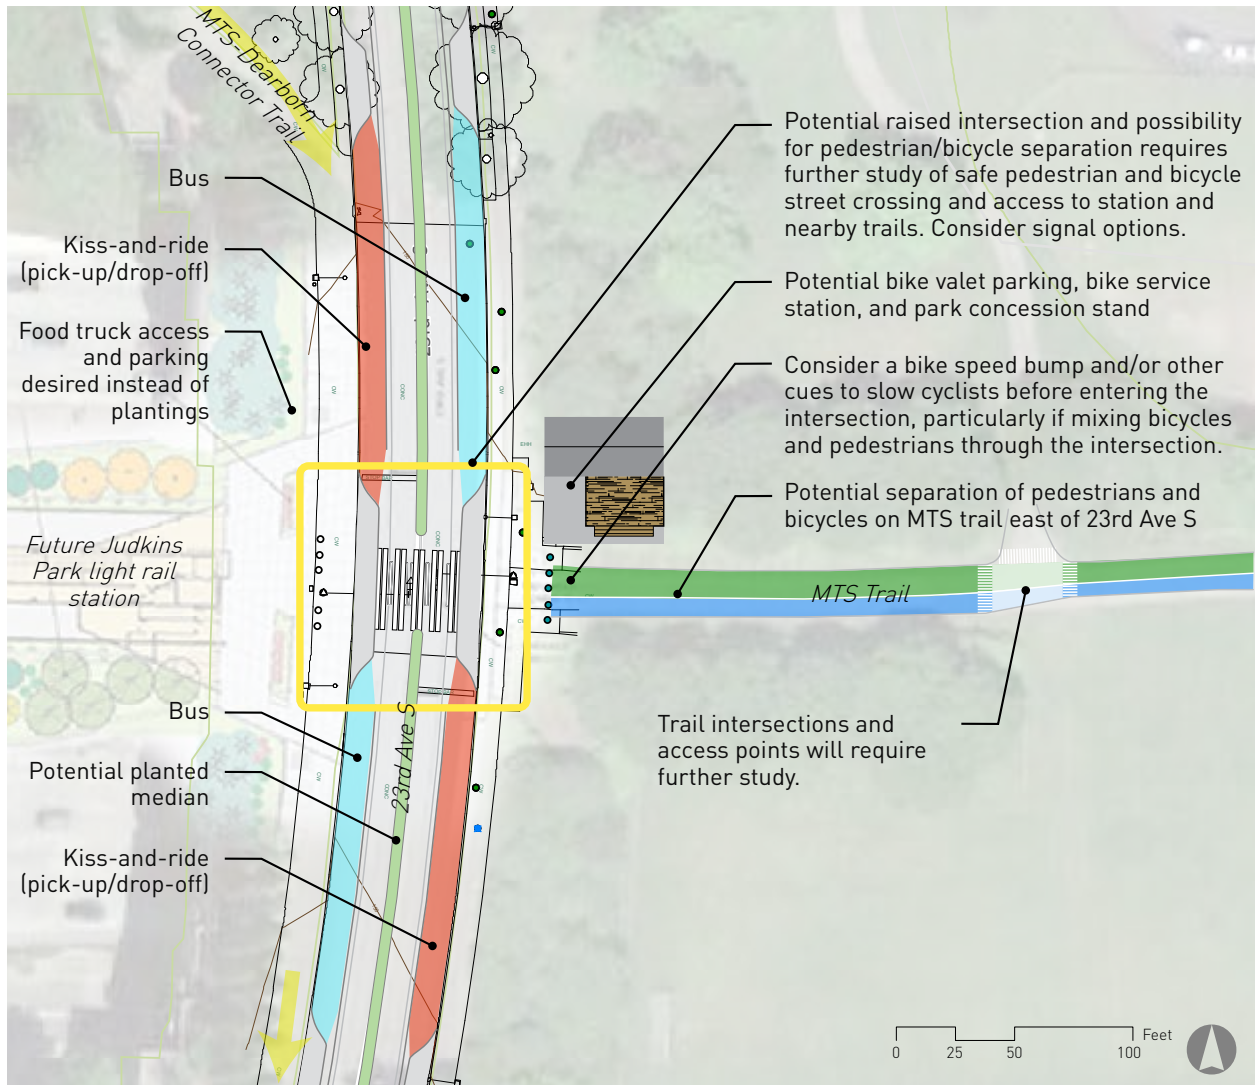 MTS-Dearborn
Connector Trail
Bus
Kiss-and-ride
(pick-up/drop-off)
Food truck access
and parking
desired instead of
plantings
Future Judkins
Park light rail
station
Bus
Potential planted
median
Kiss-and-ride
(pick-up/drop-off)
23rd Ave S
Potential raised intersection and possibility
for pedestrian/bicycle separation requires
further study of safe pedestrian and bicycle
street crossing and access to station and
nearby trails. Consider signal options.
Potential bike valet parking, bike service
station, and park concession stand
Consider a bike speed bump and/or other
cues to slow cyclists before entering the
intersection, particularly if mixing bicycles
and pedestrians through the intersection.
Potential separation of pedestrians and
bicycles on MTS trail east of 23rd Ave S
MTS Trail
Trail intersections and
access points will require
further study.
Feet
0 25 50 100